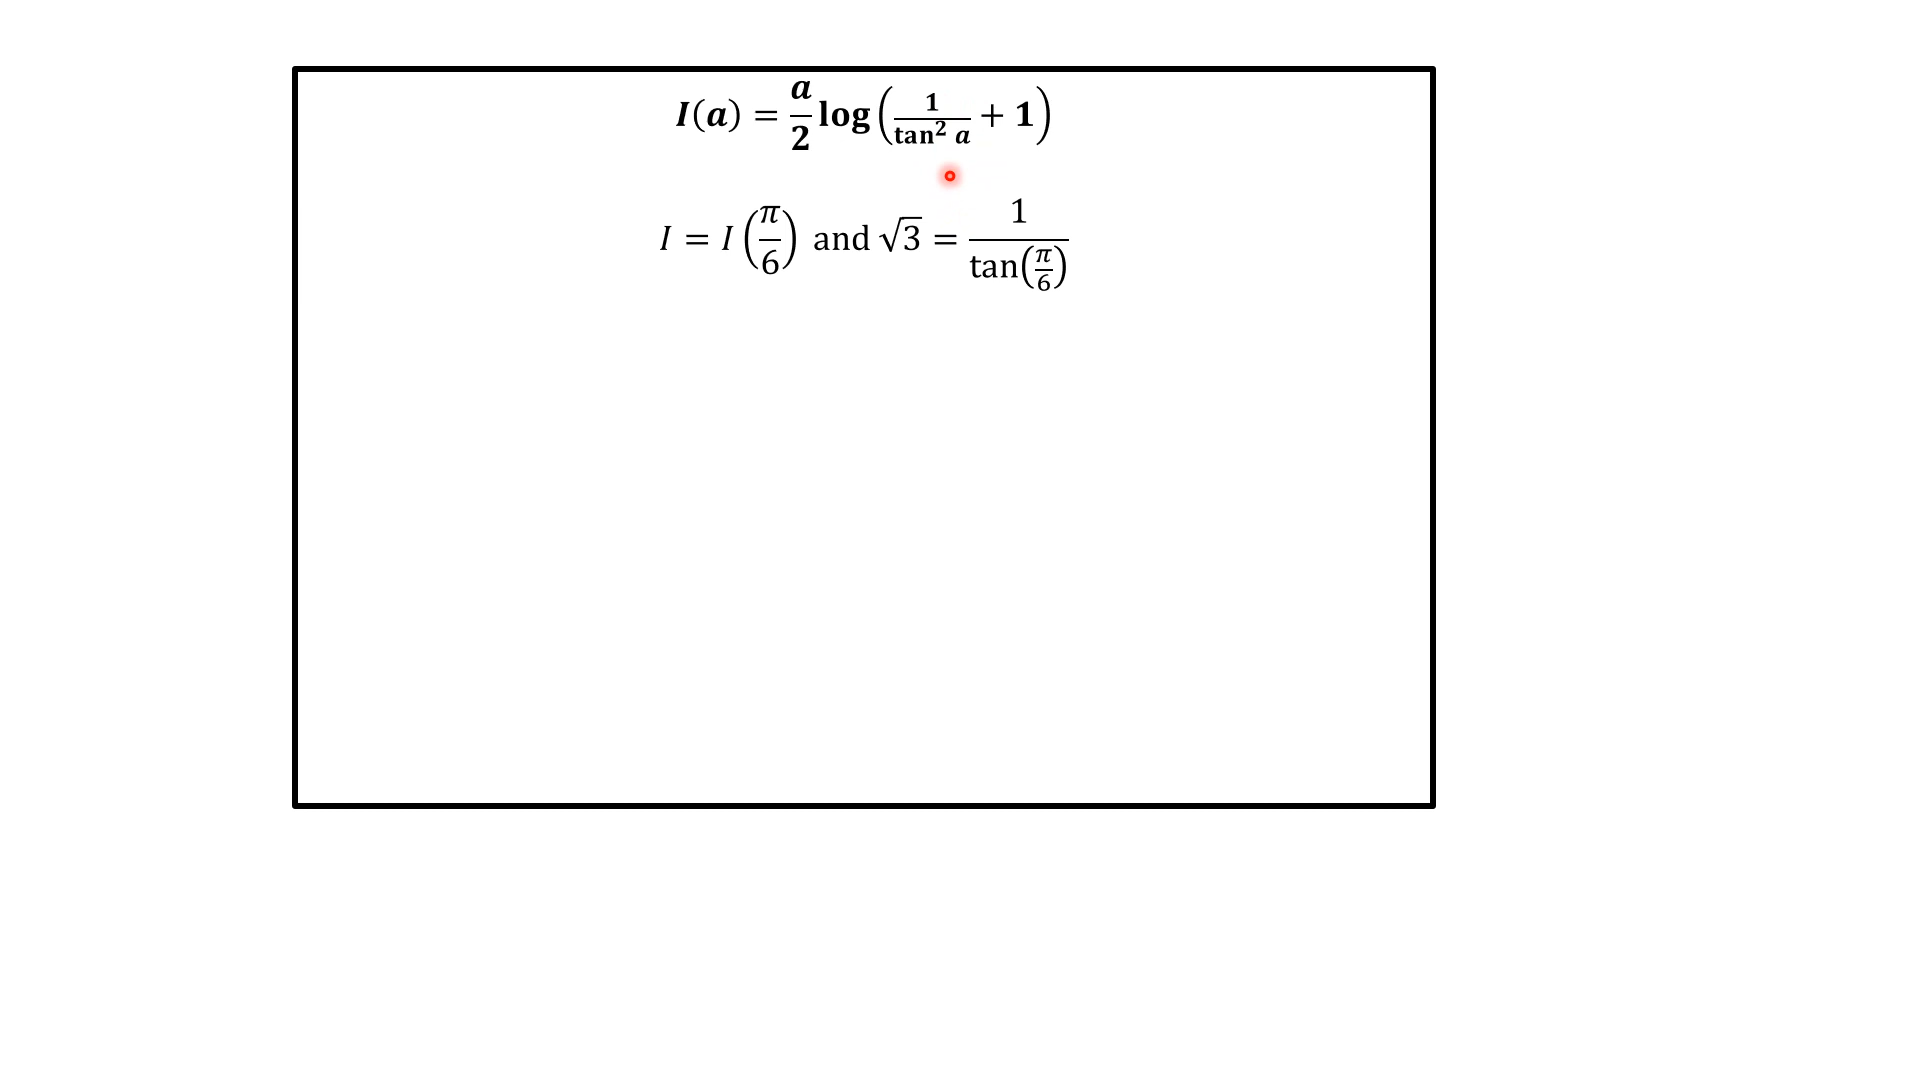 I(a) = a/2 log(1/tan² a + 1)
I = I(π/6) and √3 = 1/tan(π/6)